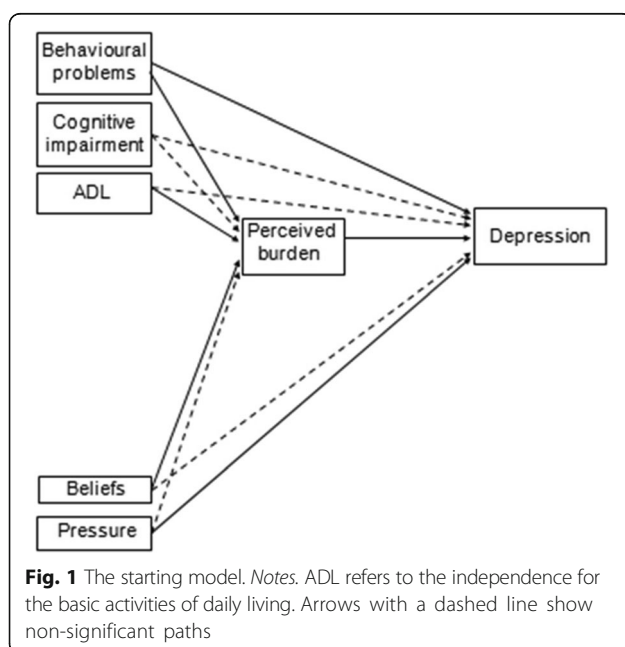 Behavioural
problems
Cognitive
impairment
ADL
Perceived
burden
Depression
Beliefs
Pressure
Fig. 1 The starting model. Notes. ADL refers to the independence for
the basic activities of daily living. Arrows with a dashed line show
non-significant paths